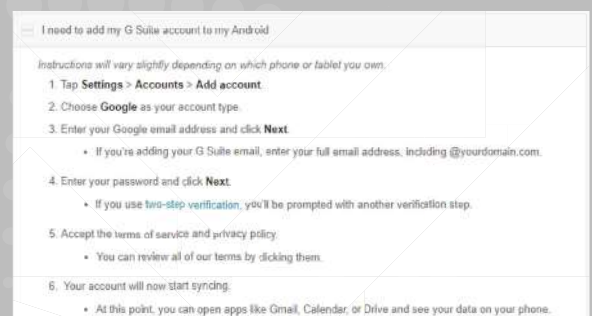 I need to add my G Suite account to my Android
Instructions will vary slightly depending on which phone or tablet you own.
1. Tap Settings > Accounts > Add account.
2. Choose Google as your account type.
3. Enter your Google email address and click Next.
• If you're adding your G Suite email, enter your full email address, including @yourdomain.com.
4. Enter your password and click Next.
• If you use two-step verification, you'll be prompted with another verification step.
5. Accept the terms of service and privacy policy.
• You can review all of our terms by clicking them.
6. Your account will now start syncing.
• At this point, you can open apps like Gmail, Calendar, or Drive and see your data on your phone.